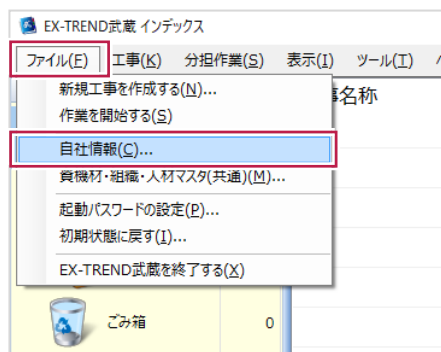 EX-TREND武蔵 インデックス
ファイル(F) 工事(K) 分担作業(S) 表示(I) ツール(T)
新規工事を作成する(N)...
名称
作業を開始する(S)
自社情報(C)...
資機材・組織・人材マスタ(共通)(M)...
起動パスワードの設定(P)...
初期状態に戻す(I)...
EX-TREND武蔵を終了する(X)
ごみ箱 0